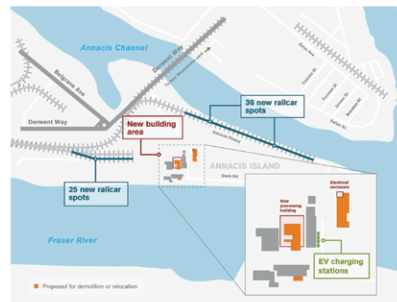 Annacis Channel
Belgrave Ave
Derwent Way
Derwent Way
36 new railcar
spots
New building
area
ANNACIS ISLAND
25 new railcar
spots
Fraser River
Electrical
enclosure
New
processing
building
EV charging
stations
Proposed for demolition or relocation